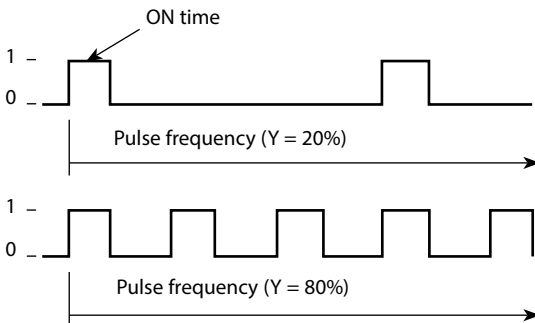 ON time
1
0
Pulse frequency (Y = 20%)
1
0
Pulse frequency (Y = 80%)